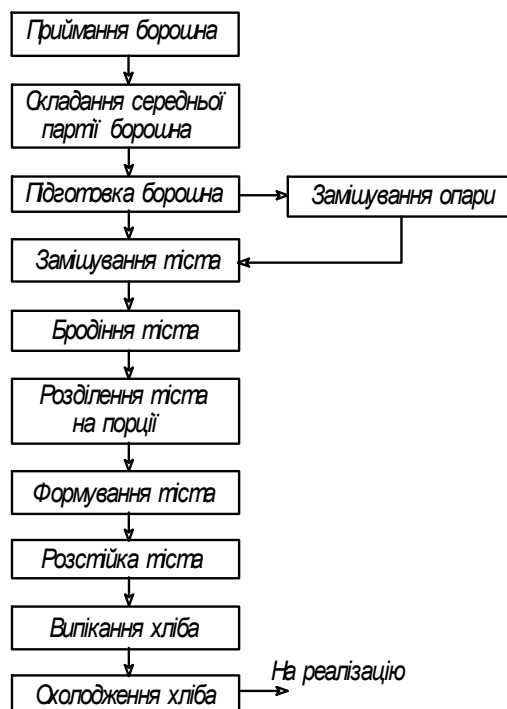 Приймання борошна
Складання середньої
партії борошна
Підготовка борошна
Замішування опари
Замішування тіста
Бродіння тіста
Розділення тіста
на порції
Формування тіста
Розстійка тіста
Випікання хліба
На реалізацію
Охолодження хліба